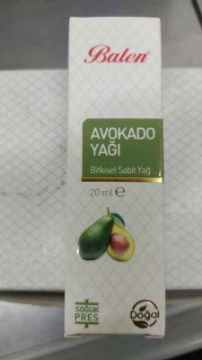 Balen
AVOKADO
YAĞI
Bitkisel Sabit Yağ
20 ml ℮
SOĞUK
PRES
Doğal